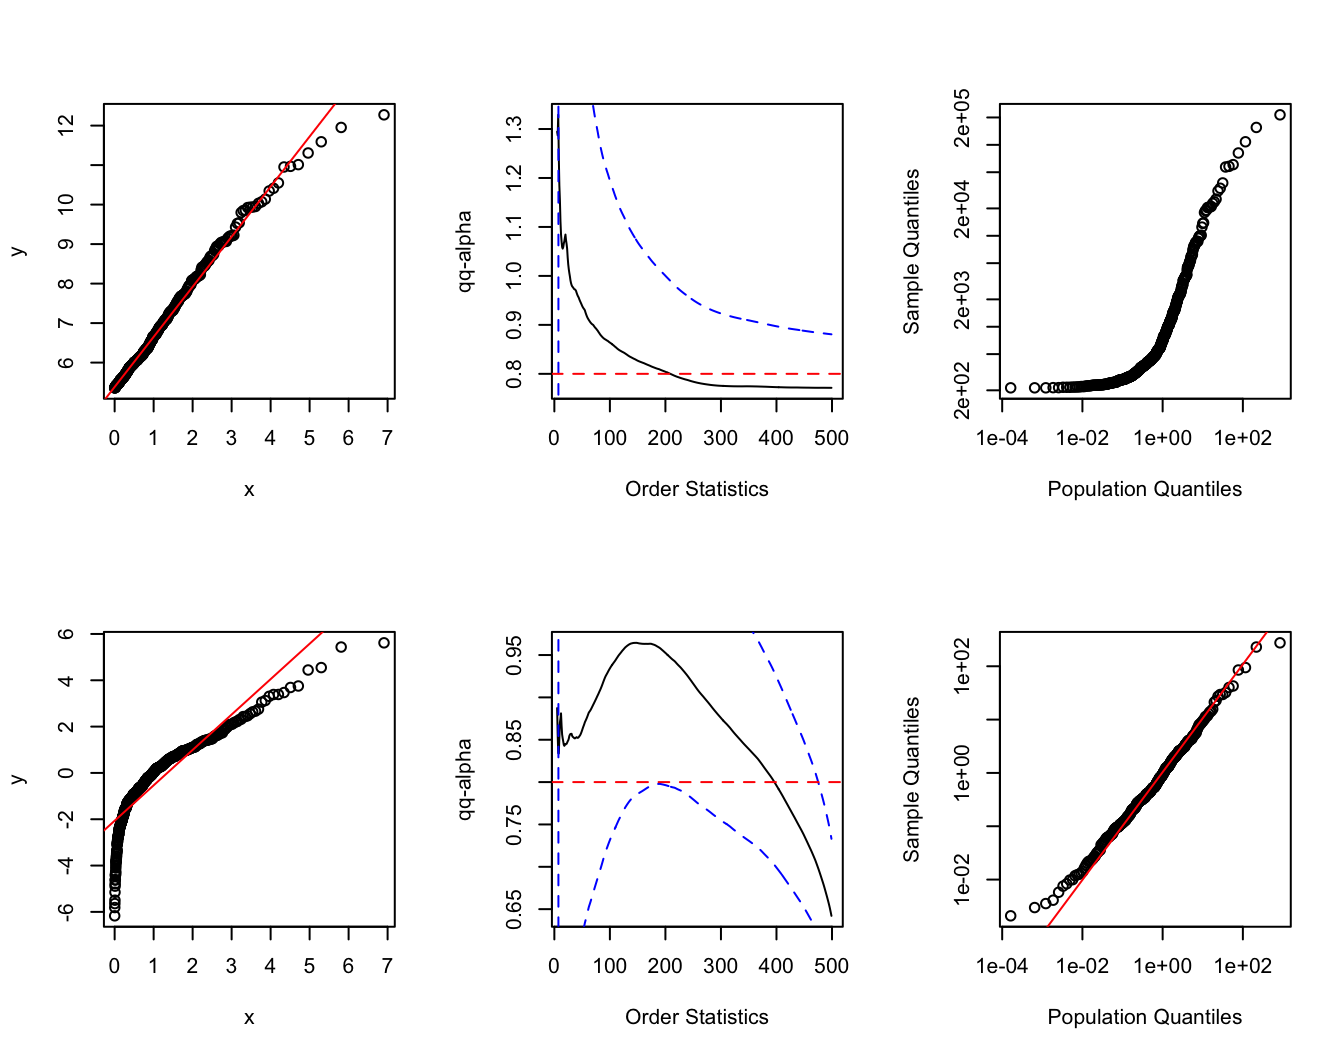 y
12
10
9
8
7
6
0 1 2 3 4 5 6 7
x
qq-alpha
1.3
1.2
1.1
1.0
0.9
0.8
0 100 200 300 400 500
Order Statistics
Sample Quantiles
2e+05
2e+04
2e+03
2e+02
1e-04 1e-02 1e+00 1e+02
Population Quantiles
y
6
4
2
0
-2
-4
-6
0 1 2 3 4 5 6 7
x
qq-alpha
0.95
0.85
0.75
0.65
0 100 200 300 400 500
Order Statistics
Sample Quantiles
1e+02
1e+00
1e-02
1e-04 1e-02 1e+00 1e+02
Population Quantiles